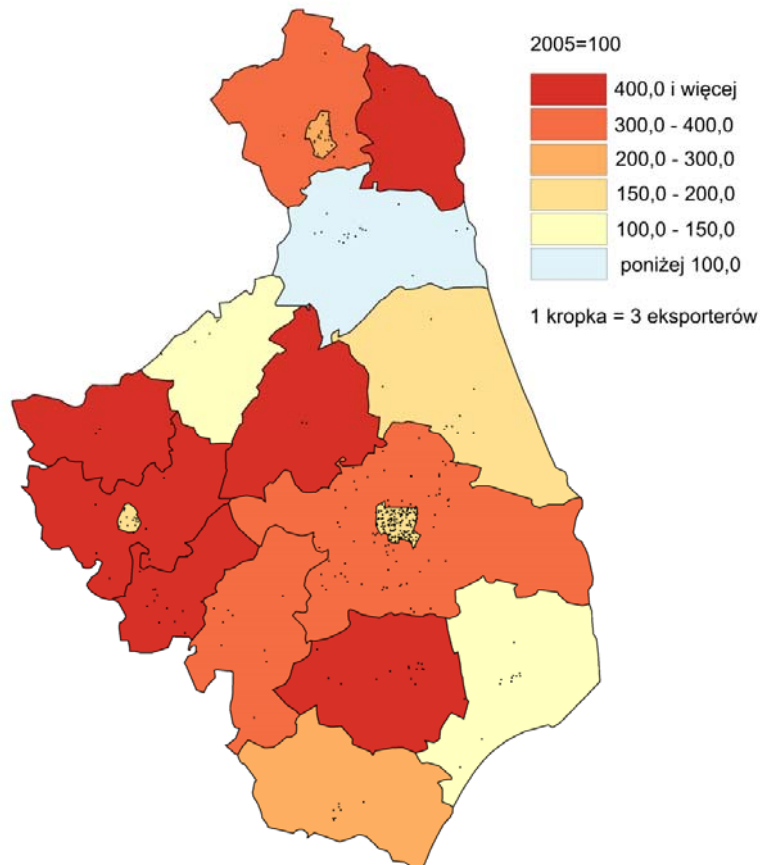 2005=100
400,0 i więcej
300,0 - 400,0
200,0 - 300,0
150,0 - 200,0
100,0 - 150,0
poniżej 100,0
1 kropka = 3 eksporterów